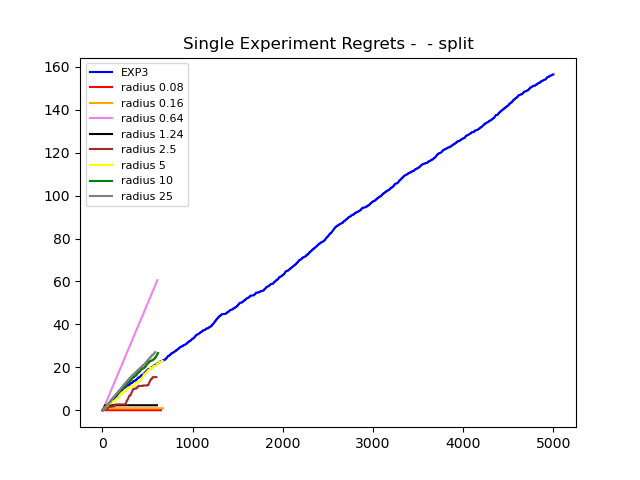 Single Experiment Regrets -  - split
160
140
120
100
80
60
40
20
0
EXP3
radius 0.08
radius 0.16
radius 0.64
radius 1.24
radius 2.5
radius 5
radius 10
radius 25
0 1000 2000 3000 4000 5000